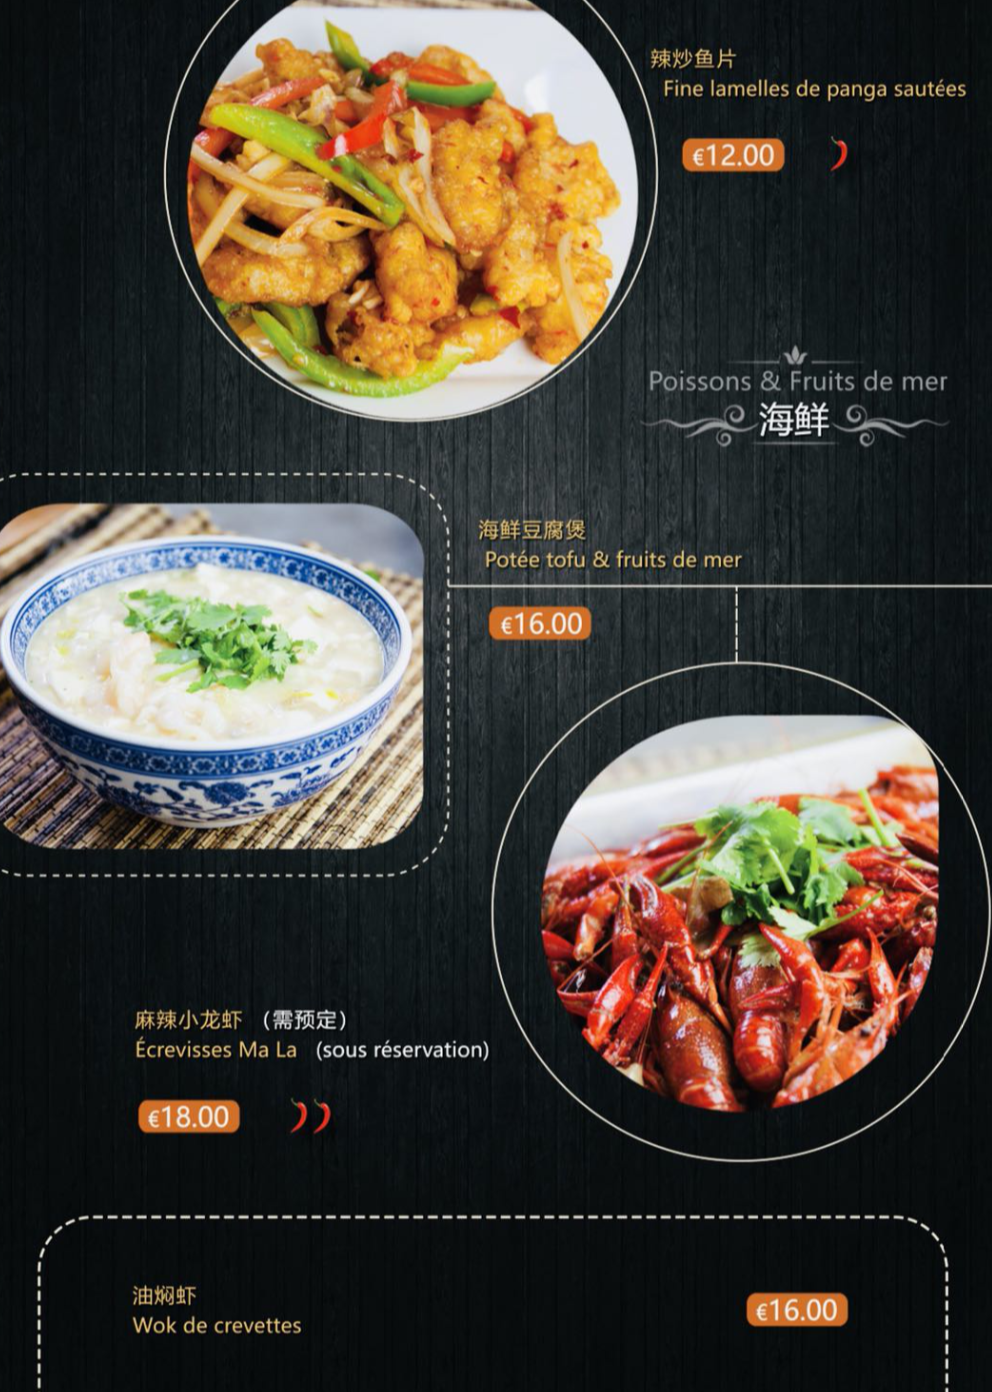 辣炒鱼片
Fine lamelles de panga sautées
€12.00
Poissons & Fruits de mer
海鲜
海鲜豆腐煲
Potée tofu & fruits de mer
€16.00
麻辣小龙虾 (需预定)
Écrevisses Ma La (sous réservation)
€18.00
油焖虾
Wok de crevettes
€16.00